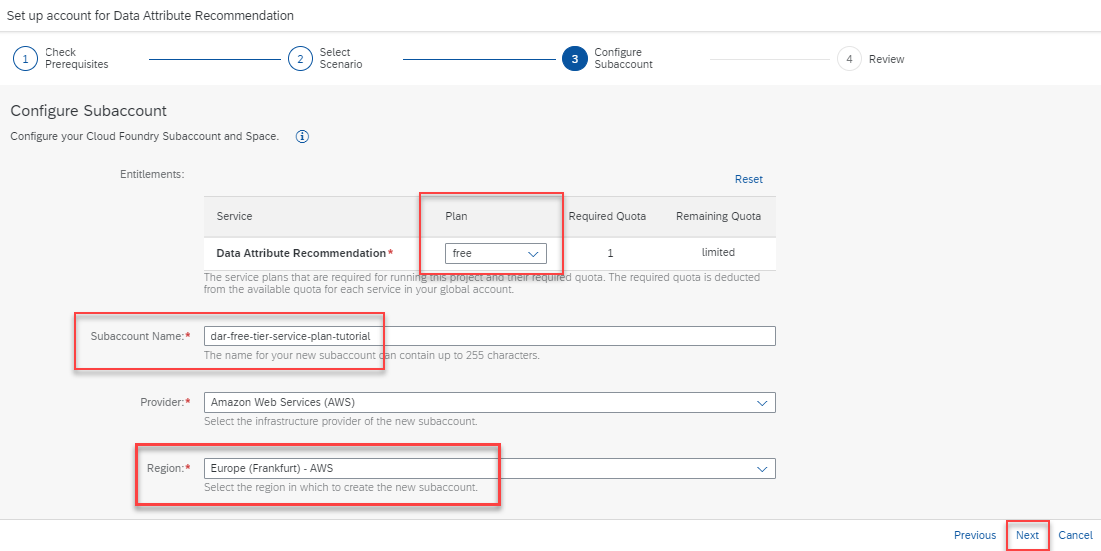 Set up account for Data Attribute Recommendation
1 Check Prerequisites
2 Select Scenario
3 Configure Subaccount
4 Review
Configure Subaccount
Configure your Cloud Foundry Subaccount and Space. i
Entitlements:
Reset
Service Plan Required Quota Remaining Quota
Data Attribute Recommendation* free 1 limited
The service plans that are required for running this project and their required quota. The required quota is deducted
from the available quota for each service in your global account.
Subaccount Name:* dar-free-tier-service-plan-tutorial
The name for your new subaccount can contain up to 255 characters.
Provider:* Amazon Web Services (AWS)
Select the infrastructure provider of the new subaccount.
Region:* Europe (Frankfurt) - AWS
Select the region in which to create the new subaccount.
Previous Next Cancel